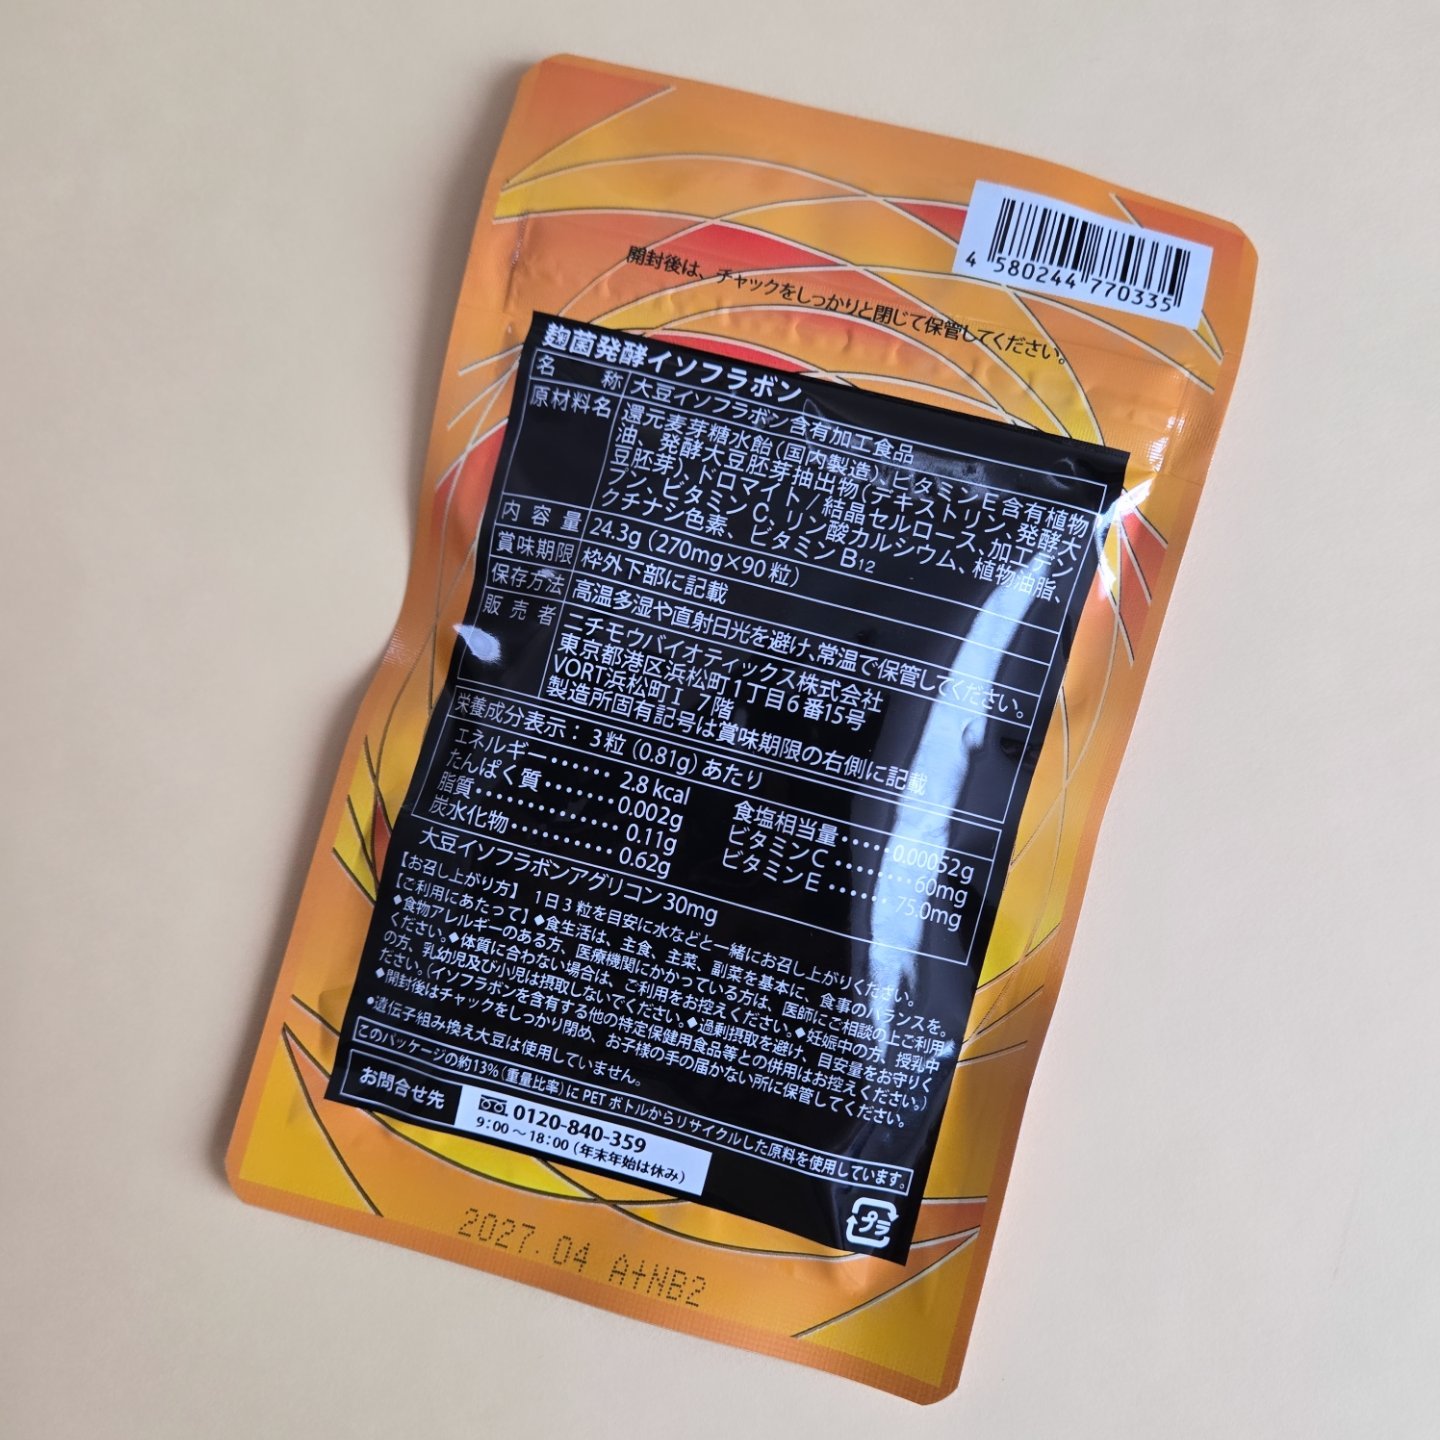 4 580244 770335
開封後は、チャックをしっかりと閉じて保管してください。
麹菌発酵イソフラボン
名称 大豆イソフラボン含有加工食品
原材料名 還元麦芽糖水飴(国内製造)、ビタミンE含有植物
油、発酵大豆胚芽抽出物(デキストリン、発酵大
豆胚芽)、ドロマイト/結晶セルロース、加工デン
プン、ビタミンC、リン酸カルシウム、植物油脂、
クチナシ色素、ビタミンB12
内容量 24.3g(270mg×90粒)
賞味期限 枠外下部に記載
保存方法 高温多湿や直射日光を避け、常温で保管してください。
販売者 ニチモウバイオティックス株式会社
東京都港区浜松町1丁目6番15号
VORT浜松町Ⅰ 7階
製造所固有記号は賞味期限の右側に記載
栄養成分表示:3粒(0.81g)あたり
エネルギー……2.8kcal
たんぱく質……0.002g
脂質……0.11g
炭水化物……0.62g
食塩相当量……0.00052g
ビタミンC……60mg
ビタミンE……75.0mg
大豆イソフラボンアグリコン30mg
【お召し上がり方】 1日3粒を目安に水などと一緒にお召し上がりください。
【ご利用にあたって】◆食生活は、主食、主菜、副菜を基本に、食事のバランスを。
◆食物アレルギーのある方、医療機関にかかっている方は、医師にご相談の上ご利用
ください。◆体質に合わない場合は、ご利用をお控えください。◆妊娠中の方、授乳中
の方、乳幼児及び小児は摂取しないでください。◆過剰摂取を避け、目安量をお守りく
ださい。(イソフラボンを含有する他の特定保健用食品等との併用はお控えください。)
◆開封後はチャックをしっかり閉め、お子様の手の届かない所に保管してください。
●遺伝子組み換え大豆は使用していません。
このパッケージの約13%(重量比率)にPETボトルからリサイクルした原料を使用しています。
お問合せ先 0120-840-359
9:00~18:00(年末年始は休み)
プラ
2027.04 A+NB2